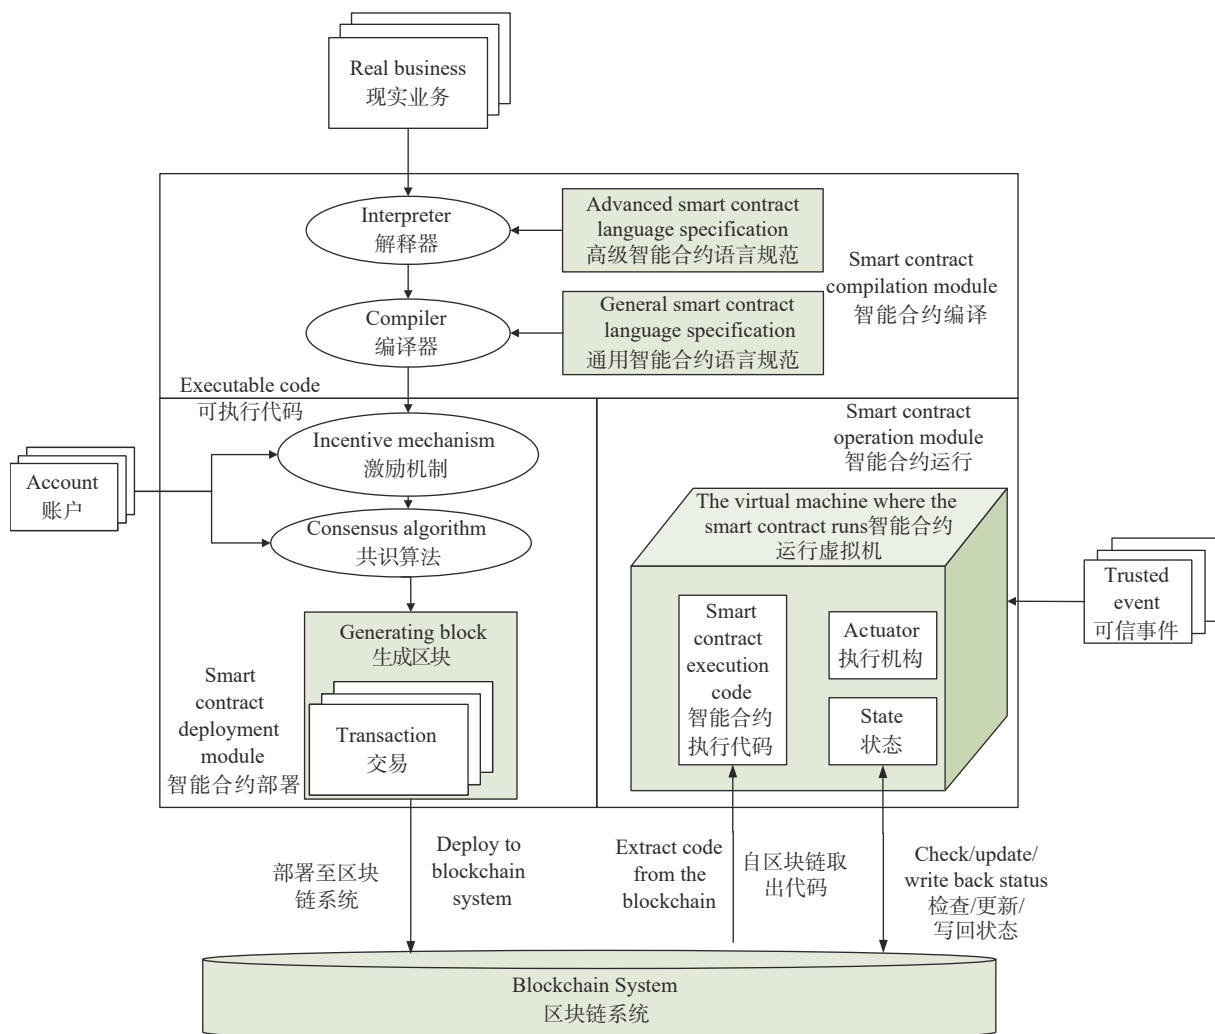 Real business
现实业务
Interpreter
解释器
Advanced smart contract
language specification
高级智能合约语言规范
Smart contract
compilation module
智能合约编译
Compiler
编译器
General smart contract
language specification
通用智能合约语言规范
Executable code
可执行代码
Incentive mechanism
激励机制
Account
账户
Consensus algorithm
共识算法
Generating block
生成区块
Transaction
交易
Smart
contract
deployment
module
智能合约部署
Smart contract
operation module
智能合约运行
The virtual machine where the
smart contract runs智能合约
运行虚拟机
Smart
contract
execution
code
智能合约
执行代码
Actuator
执行机构
State
状态
Trusted
event
可信事件
部署至区块
链系统
Deploy to
blockchain
system
Extract code
from the
blockchain
自区块链取
出代码
Check/update/
write back status
检查/更新/
写回状态
Blockchain System
区块链系统